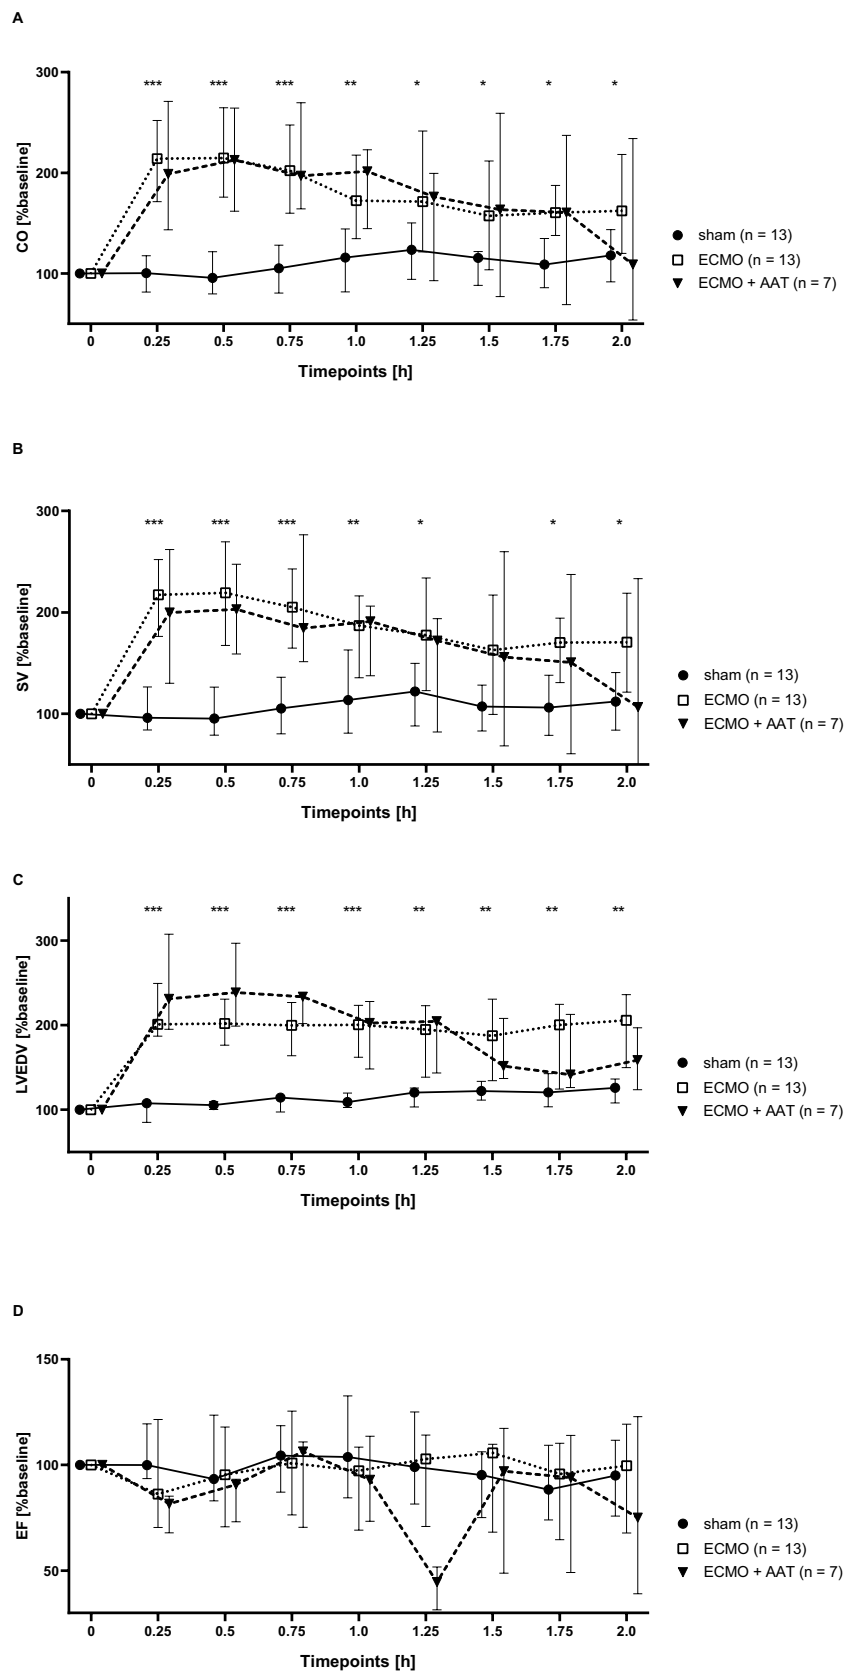 A
*** *** *** ** * * * *
300
200
100
CO [%baseline]
0 0.25 0.5 0.75 1.0 1.25 1.5 1.75 2.0
Timepoints [h]
sham (n = 13)
ECMO (n = 13)
ECMO + AAT (n = 7)
B
*** *** *** ** * * *
300
200
100
SV [%baseline]
0 0.25 0.5 0.75 1.0 1.25 1.5 1.75 2.0
Timepoints [h]
sham (n = 13)
ECMO (n = 13)
ECMO + AAT (n = 7)
C
*** *** *** *** ** ** ** **
300
200
100
LVEDV [%baseline]
0 0.25 0.5 0.75 1.0 1.25 1.5 1.75 2.0
Timepoints [h]
sham (n = 13)
ECMO (n = 13)
ECMO + AAT (n = 7)
D
150
100
50
EF [%baseline]
0 0.25 0.5 0.75 1.0 1.25 1.5 1.75 2.0
Timepoints [h]
sham (n = 13)
ECMO (n = 13)
ECMO + AAT (n = 7)